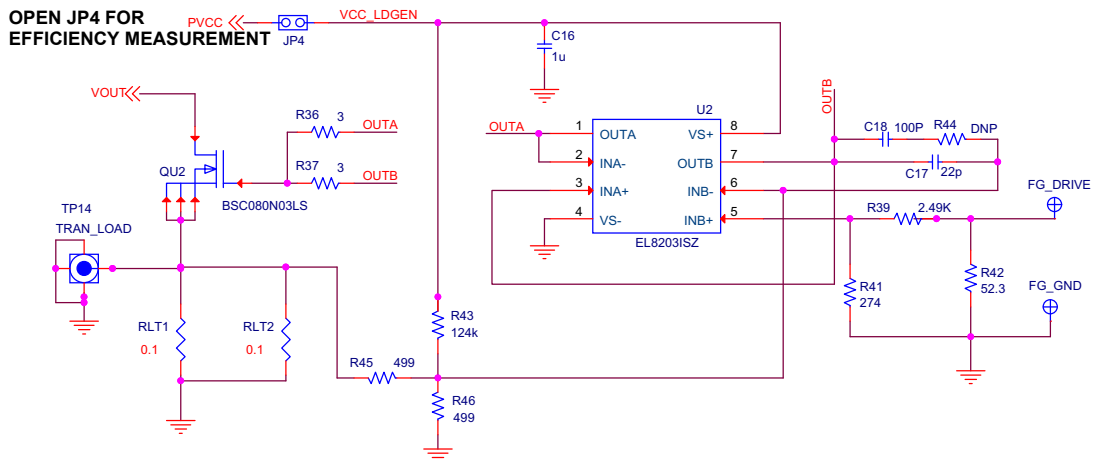 OPEN JP4 FOR
EFFICIENCY MEASUREMENT
PVCC
JP4
VCC_LDGEN
C16
1u
VOUT
R36 3
OUTA
R37 3
OUTB
QU2
BSC080N03LS
TP14
TRAN_LOAD
RLT1
0.1
RLT2
0.1
R45 499
R43
124k
R46
499
U2
OUTA
1 OUTA
2 INA-
3 INA+
4 VS-
VS+ 8
OUTB 7
INB- 6
INB+ 5
EL8203ISZ
OUTB
C18 100P
R44 DNP
C17 22p
R39 2.49K
R41
274
R42
52.3
FG_DRIVE
FG_GND